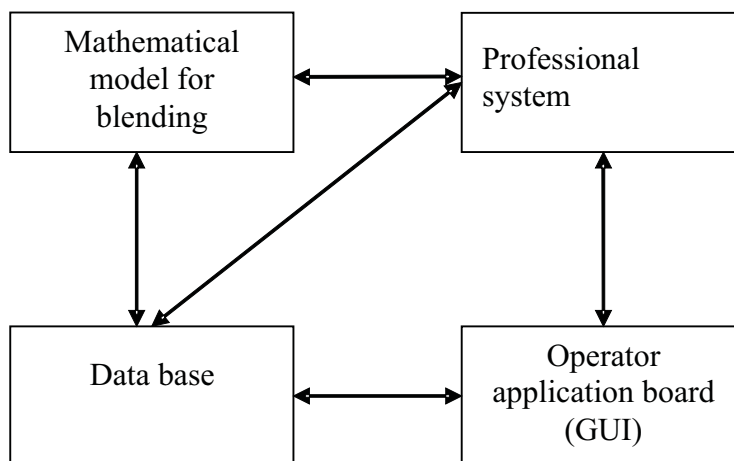 Mathematical
model for
blending
Professional
system
Data base
Operator
application board
(GUI)